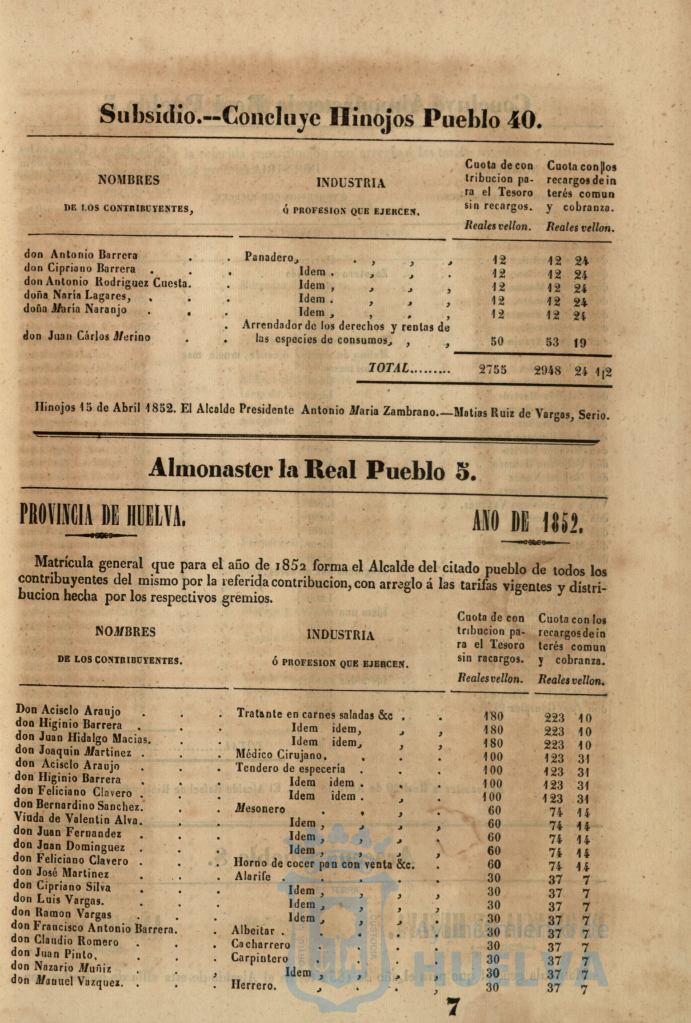 Subsidio.--Concluye Hinojos Pueblo 40.
NOMBRES
DE LOS CONTRIBUYENTES,
INDUSTRIA
Ó PROFESION QUE EJERCEN.
Cuota de con
tribucion pa-
ra el Tesoro
sin recargos.
Reales vellon.
Cuota con los
recargos de in
terés comun
y cobranza.
Reales vellon.
don Antonio Barrera . . Panadero, . , , , 12 12 24
don Cipriano Barrera . . . Idem . , , . 12 12 24
don Antonio Rodriguez Cuesta. . Idem , , , , 12 12 24
doña Naria Lagares, . . . Idem . , , , 12 12 24
doña María Naranjo . . . Idem , , . , 12 12 24
. Arrendador de los derechos y rentas de
don Juan Cárlos Merino . . las especies de consumos, , , 50 53 19
TOTAL......... 2755 2948 24 1|2
Hinojos 15 de Abril 1852. El Alcalde Presidente Antonio Maria Zambrano.—Matias Ruiz de Vargas, Serio.
Almonaster la Real Pueblo 5.
PROVINCIA DE HUELVA. ANO DE 1852.
Matrícula general que para el año de 1852 forma el Alcalde del citado pueblo de todos los
contribuyentes del mismo por la referida contribucion, con arreglo á las tarifas vigentes y distri-
bucion hecha por los respectivos gremios.
NOMBRES
DE LOS CONTRIBUYENTES.
INDUSTRIA
Ó PROFESION QUE EJERCEN.
Cuota de con
tribucion pa-
ra el Tesoro
sin racargos.
Reales vellon.
Cuota con los
recargos de in
terés comun
y cobranza.
Reales vellon.
Don Acisclo Araujo . . . Tratante en carnes saladas &c . . 180 223 10
don Higinio Barrera . . . Idem idem, , , 180 223 10
don Juan Hidalgo Macias. . . Idem idem, , , 180 223 10
don Joaquin Martinez . . . Médico Cirujano, . . . 100 123 31
don Acisclo Araujo . . . Tendero de especería . . . 100 123 31
don Higinio Barrera . . . Idem idem . . . 100 123 31
don Feliciano Clavero . . . Idem idem . , . 100 123 31
don Bernardino Sanchez. . . Mesonero . . , . 60 74 14
Viuda de Valentin Alva. . . Idem , , , . 60 74 14
don Juan Fernandez . . . Idem , , , . 60 74 14
don Juan Dominguez . . . Idem , , , . 60 74 14
don Feliciano Clavero . . . Horno de cocer pan con venta &c. . 60 74 14
don José Martinez . . . Alarife . . . . . 30 37 7
don Cipriano Silva . . . Idem , , , , 30 37 7
don Luis Vargas. . . . Idem , , , , 30 37 7
don Ramon Vargas . . . Idem , , , , 30 37 7
don Francisco Antonio Barrera. . Albeitar . . . . . 30 37 7
don Claudio Romero . . . Cacharrero . . . . 30 37 7
don Juan Pinto, . . . Carpintero . . . . 30 37 7
don Nazario Muñiz . . , Idem , , , , 30 37 7
don Manuel Vazquez. . . . Herrero. , , , , 30 37 7
7
Ayuntamiento de
HUELVA